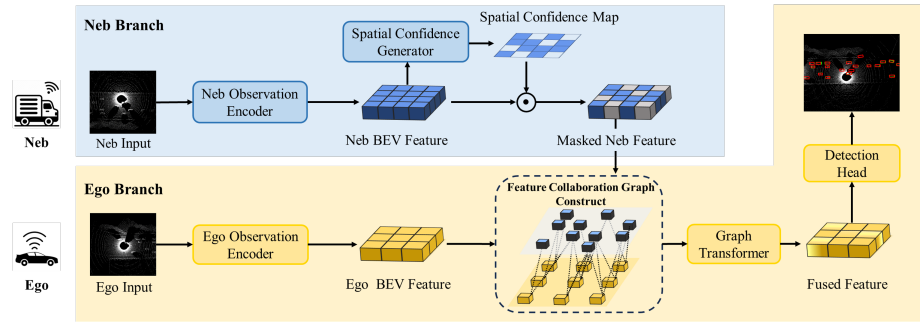 Neb Branch
Spatial Confidence
Generator
Spatial Confidence Map
Neb Observation
Encoder
Neb
Neb Input
Neb BEV Feature
Masked Neb Feature
Ego Branch
Feature Collaboration Graph
Construct
Detection
Head
Ego Observation
Encoder
Graph
Transformer
Ego
Ego Input
Ego BEV Feature
Fused Feature